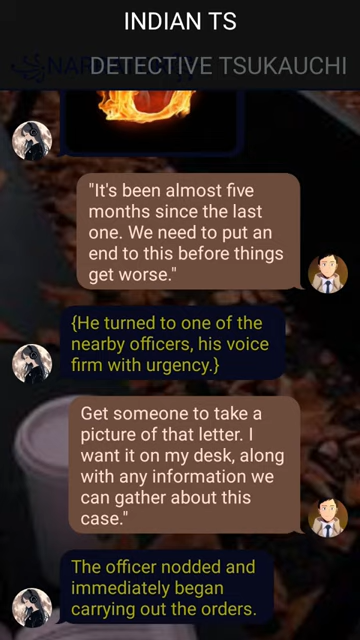 INDIAN TS
DETECTIVE TSUKAUCHI
"It's been almost five
months since the last
one. We need to put an
end to this before things
get worse."
{He turned to one of the
nearby officers, his voice
firm with urgency.}
Get someone to take a
picture of that letter. I
want it on my desk, along
with any information we
can gather about this
case."
The officer nodded and
immediately began
carrying out the orders.